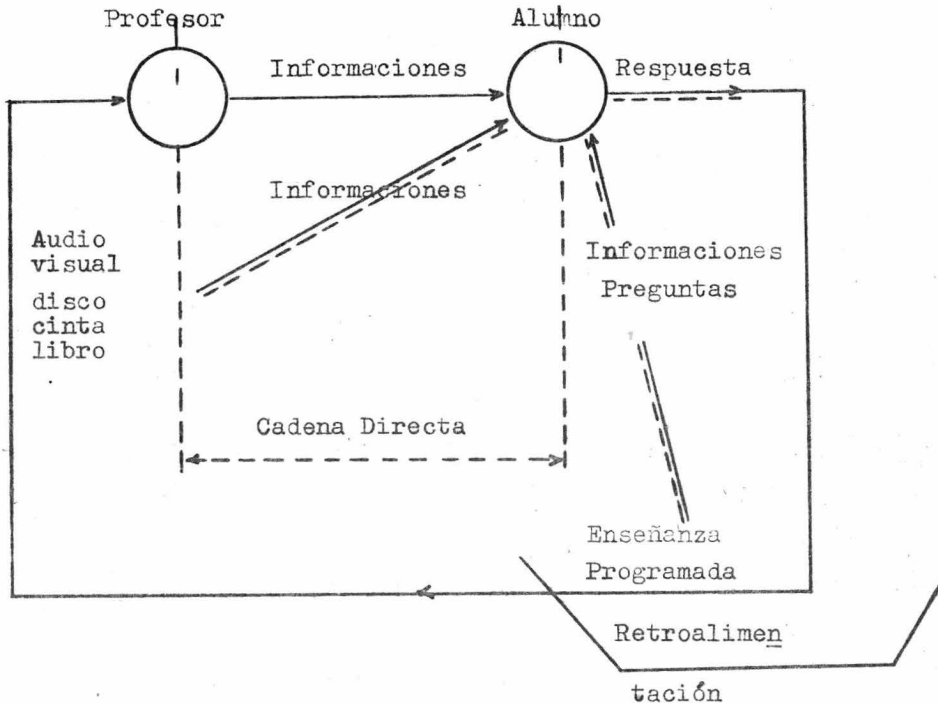 Profesor
Alumno
Informaciones
Respuesta
Informaciones
Audio
visual
disco
cinta
libro
Informaciones
Preguntas
Cadena Directa
Enseñanza
Programada
Retroalimen
tación